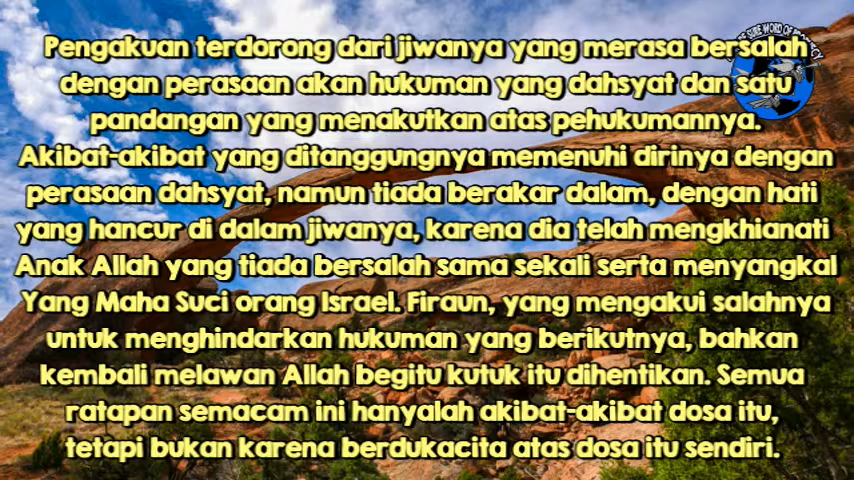 Pengakuan terdorong dari jiwanya yang merasa bersalah
dengan perasaan akan hukuman yang dahsyat dan satu
pandangan yang menakutkan atas pehukumannya.
Akibat-akibat yang ditanggungnya memenuhi dirinya dengan
perasaan dahsyat, namun tiada berakar dalam, dengan hati
yang hancur di dalam jiwanya, karena dia telah mengkhianati
Anak Allah yang tiada bersalah sama sekali serta menyangkal
Yang Maha Suci orang Israel. Firaun, yang mengakui salahnya
untuk menghindarkan hukuman yang berikutnya, bahkan
kembali melawan Allah begitu kutuk itu dihentikan. Semua
ratapan semacam ini hanyalah akibat-akibat dosa itu,
tetapi bukan karena berdukacita atas dosa itu sendiri.
SURE WORD OF PROPHECY